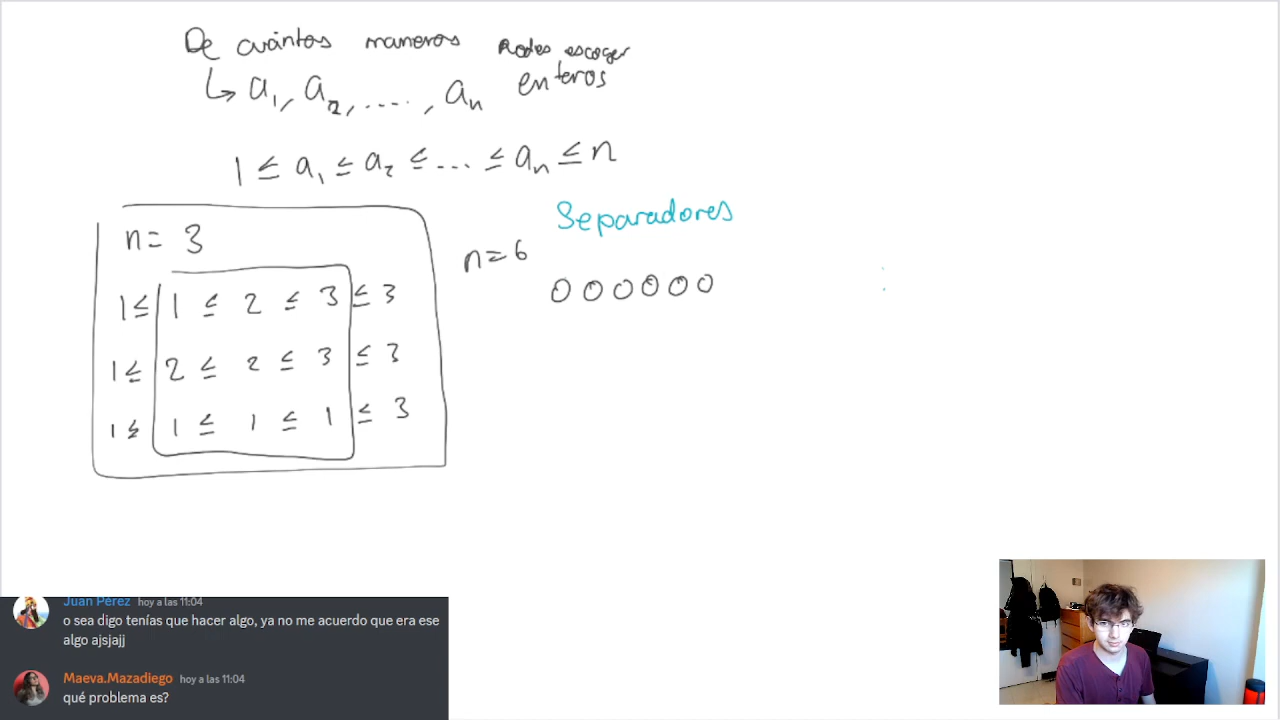 De cuántas maneras puedes escoger
↳ a₁, a₂, ...., aₙ enteros
1 ≤ a₁ ≤ a₂ ≤ ... ≤ aₙ ≤ n
n = 3
1 ≤ 1 ≤ 2 ≤ 3 ≤ 3
1 ≤ 2 ≤ 2 ≤ 3 ≤ 3
1 ≤ 1 ≤ 1 ≤ 1 ≤ 3
Separadores
n = 6
O O O O O O
Juan Pérez hoy a las 11:04
o sea digo tenías que hacer algo, ya no me acuerdo que era ese
algo ajsjajj
Maeva.Mazadiego hoy a las 11:04
qué problema es?